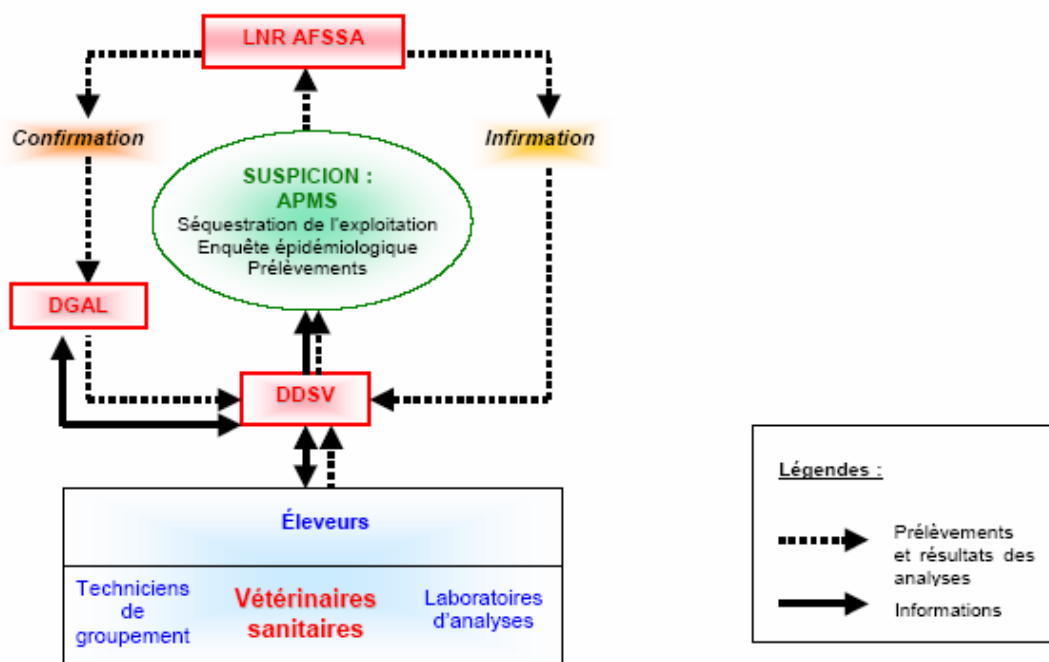 LNR AFSSA
Confirmation
Infirmation
SUSPICION :
APMS
Séquestration de l'exploitation
Enquête épidémiologique
Prélèvements
DGAL
DDSV
Éleveurs
Techniciens
de
groupement
Vétérinaires
sanitaires
Laboratoires
d'analyses
Légendes :
Prélèvements
et résultats des
analyses
Informations